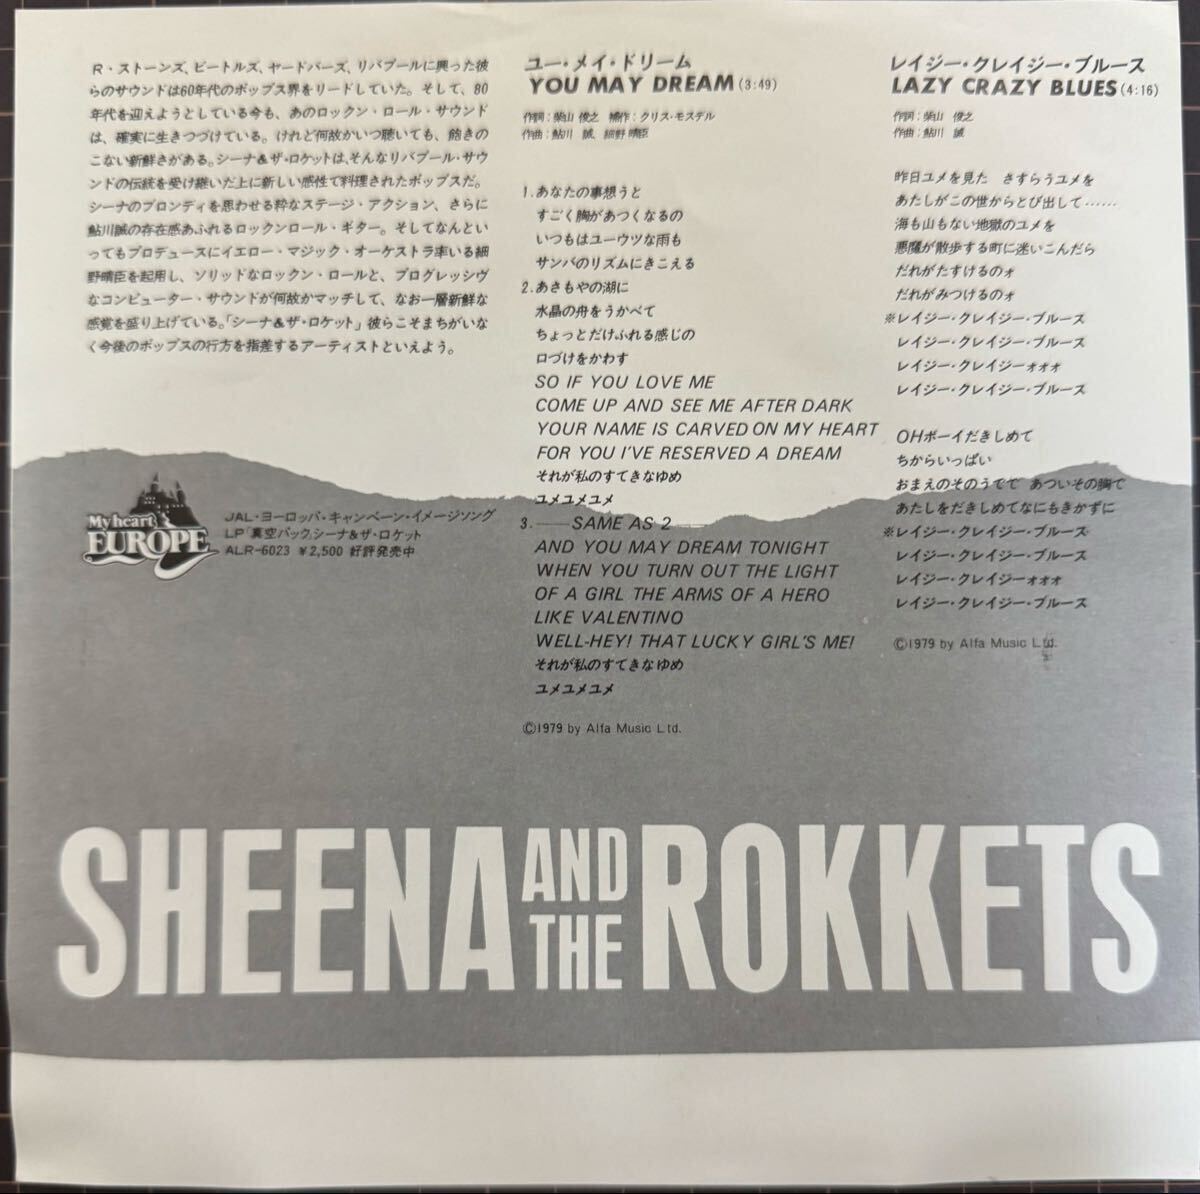 R・ストーンズ、ビートルズ、ヤードバーズ、リバプールに興った彼
らのサウンドは60年代のポップス界をリードしていた。そして、80
年代を迎えようとしている今も、あのロックン・ロール・サウンド
は、確実に生きつづけている。けれど何故かいつ聴いても、飽きの
こない新鮮さがある。シーナ&ザ・ロケットは、そんなリバプール・サウ
ンドの伝統を受け継いだ上に新しい感性で料理されたポップスだ。
シーナのブロンディを思わせる粋なステージ・アクション、さらに
鮎川誠の存在感あふれるロックンロール・ギター。そしてなんとい
ってもプロデュースにイエロー・マジック・オーケストラ率いる細
野晴臣を起用し、ソリッドなロックン・ロールと、プログレッシヴ
なコンピューター・サウンドが何故かマッチして、なお一層新鮮な
感覚を盛り上げている。「シーナ&ザ・ロケット」彼らこそまちがいな
く今後のポップスの行方を指差するアーティストといえよう。
My heart
EUROPE
JAL・ヨーロッパ・キャンペーン・イメージソング
LP「真空パック」シーナ&ザ・ロケット
ALR-6023 ¥2,500 好評発売中
ユー・メイ・ドリーム
YOU MAY DREAM (3:49)
作詞：柴山 俊之 補作：クリス・モスデル
作曲：鮎川 誠、細野晴臣
1. あなたの事想うと
すごく胸があつくなるの
いつもはユーウツな雨も
サンバのリズムにきこえる
2. あさもやの湖に
水晶の舟をうかべて
ちょっとだけふれる感じの
口づけをかわす
SO IF YOU LOVE ME
COME UP AND SEE ME AFTER DARK
YOUR NAME IS CARVED ON MY HEART
FOR YOU I'VE RESERVED A DREAM
それが私のすてきなゆめ
ユメユメユメ
3. ——SAME AS 2
AND YOU MAY DREAM TONIGHT
WHEN YOU TURN OUT THE LIGHT
OF A GIRL THE ARMS OF A HERO
LIKE VALENTINO
WELL-HEY! THAT LUCKY GIRL'S ME!
それが私のすてきなゆめ
ユメユメユメ
©1979 by Alfa Music Ltd.
レイジー・クレイジー・ブルース
LAZY CRAZY BLUES (4:16)
作詞：柴山 俊之
作曲：鮎川 誠
昨日ユメを見た さすらうユメを
あたしがこの世からとび出して……
海も山もない地獄のユメを
悪魔が散歩する町に迷いこんだら
だれがたすけるのォ
だれがみつけるのォ
※レイジー・クレイジー・ブルース
レイジー・クレイジー・ブルース
レイジー・クレイジーォォォ
レイジー・クレイジー・ブルース
OHボーイだきしめて
ちからいっぱい
おまえのそのうでで あついその胸で
あたしをだきしめてなにもきかずに
※レイジー・クレイジー・ブルース
レイジー・クレイジー・ブルース
レイジー・クレイジーォォォ
レイジー・クレイジー・ブルース
©1979 by Alfa Music Ltd.
SHEENA AND THE ROKKETS